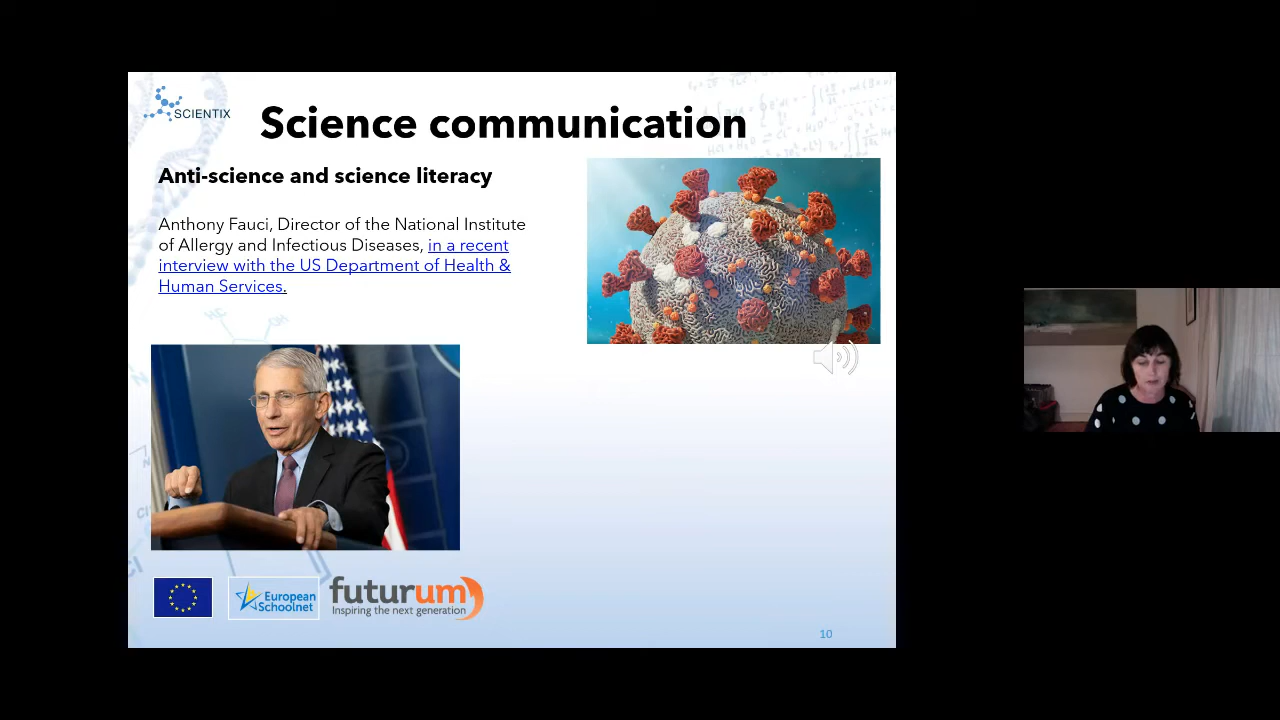 SCIENTIX
Science communication
Anti-science and science literacy
Anthony Fauci, Director of the National Institute
of Allergy and Infectious Diseases, in a recent
interview with the US Department of Health &
Human Services.
European
Schoolnet
futurum
Inspiring the next generation
10